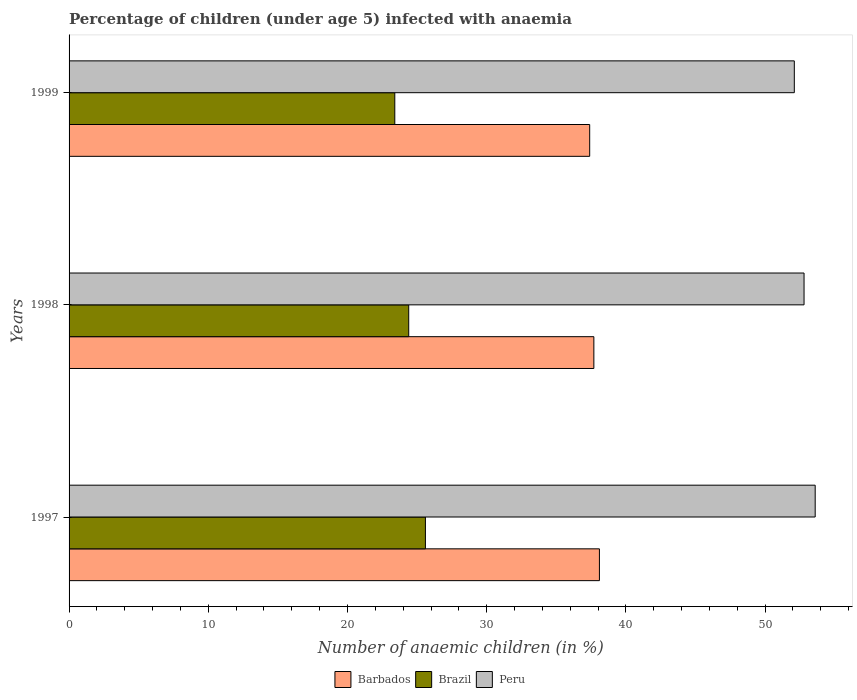 Percentage of children (under age 5) infected with anaemia
1999
1998
1997
Years
0 10 20 30 40 50
Number of anaemic children (in %)
Barbados Brazil Peru